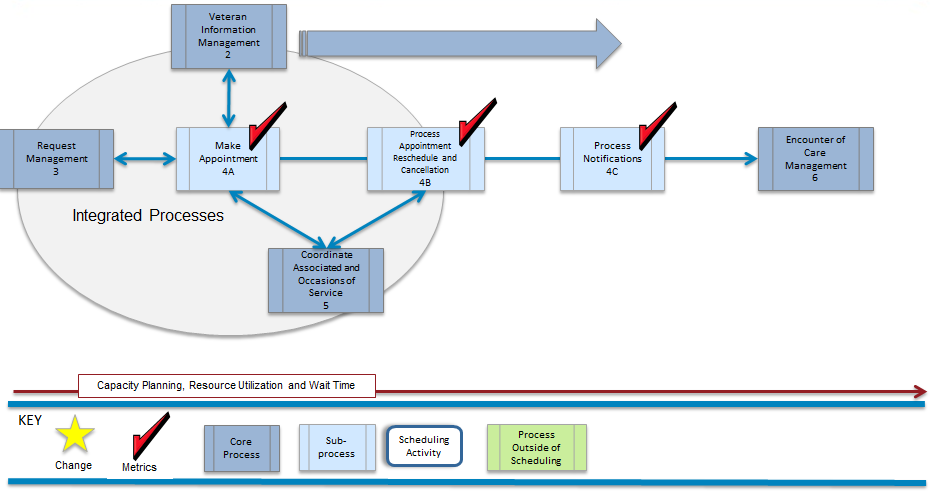 Veteran
Information
Management
2
Request
Management
3
Make
Appointment
4A
Process
Appointment
Reschedule and
Cancellation
4B
Process
Notifications
4C
Encounter of
Care
Management
6
Integrated Processes
Coordinate
Associated and
Occasions of
Service
5
Capacity Planning, Resource Utilization and Wait Time
KEY
Change
Metrics
Core
Process
Sub-
process
Scheduling
Activity
Process
Outside of
Scheduling